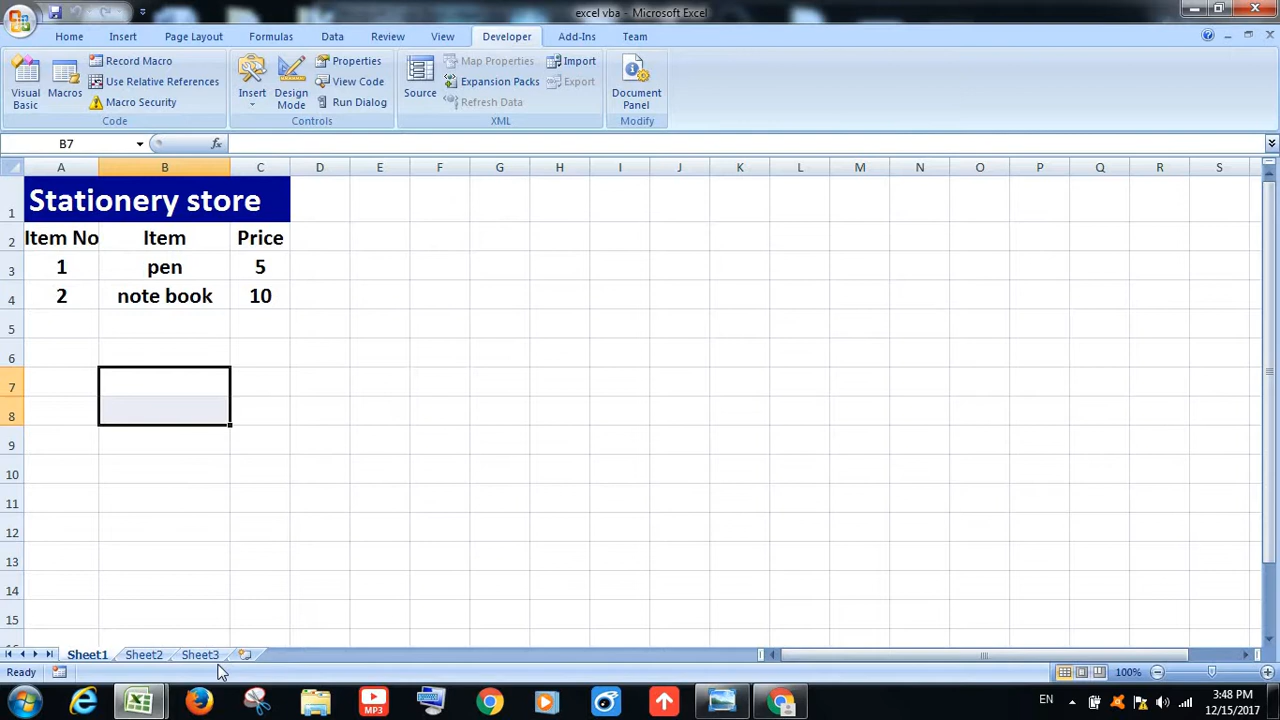 excel vba - Microsoft Excel
Home Insert Page Layout Formulas Data Review View Developer Add-Ins Team
Visual Basic
Macros
Record Macro
Use Relative References
Macro Security
Code
Insert
Design Mode
Properties
View Code
Run Dialog
Controls
Source
Map Properties
Expansion Packs
Refresh Data
Import
Export
XML
Document Panel
Modify
B7
fx
A B C D E F G H I J K L M N O P Q R S
1 Stationery store
2 Item No Item Price
3 1 pen 5
4 2 note book 10
5
6
7
8
9
10
11
12
13
14
15
Sheet1 Sheet2 Sheet3
Ready
100%
MP3
EN
3:48 PM
12/15/2017